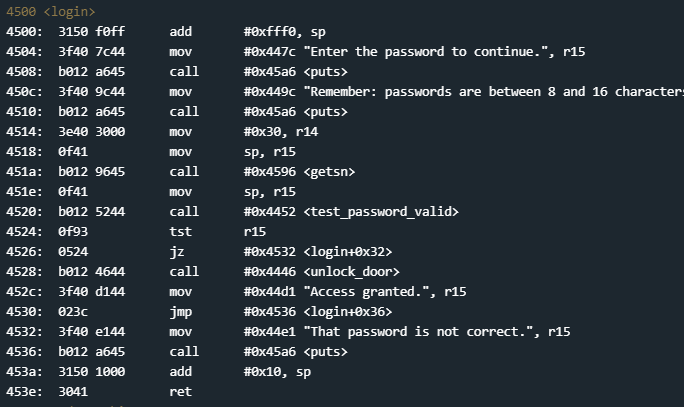 4500 <login>
4500: 3150 f0ff add #0xfff0, sp
4504: 3f40 7c44 mov #0x447c "Enter the password to continue.", r15
4508: b012 a645 call #0x45a6 <puts>
450c: 3f40 9c44 mov #0x449c "Remember: passwords are between 8 and 16 characters
4510: b012 a645 call #0x45a6 <puts>
4514: 3e40 3000 mov #0x30, r14
4518: 0f41 mov sp, r15
451a: b012 9645 call #0x4596 <getsn>
451e: 0f41 mov sp, r15
4520: b012 5244 call #0x4452 <test_password_valid>
4524: 0f93 tst r15
4526: 0524 jz #0x4532 <login+0x32>
4528: b012 4644 call #0x4446 <unlock_door>
452c: 3f40 d144 mov #0x44d1 "Access granted.", r15
4530: 023c jmp #0x4536 <login+0x36>
4532: 3f40 e144 mov #0x44e1 "That password is not correct.", r15
4536: b012 a645 call #0x45a6 <puts>
453a: 3150 1000 add #0x10, sp
453e: 3041 ret